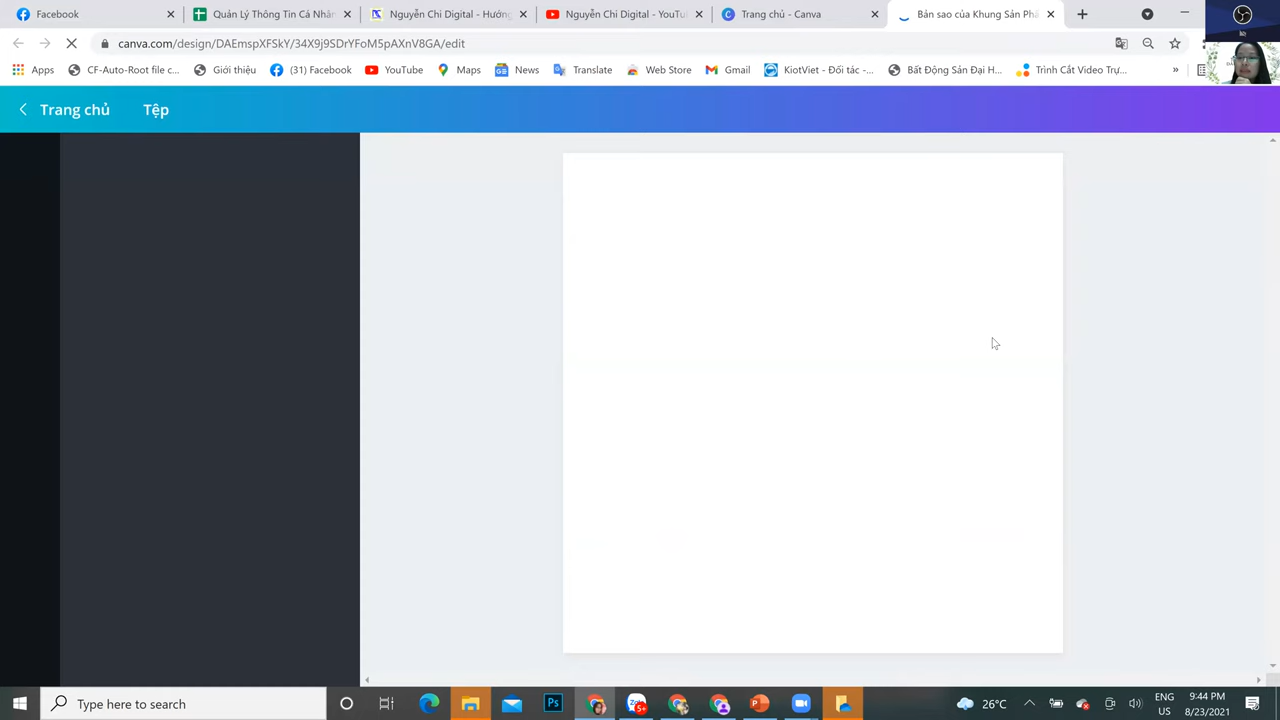 Facebook
Quản Lý Thông Tin Cá Nhân
Nguyễn Chi Digital - Hướng
Nguyễn Chi Digital - YouTu
Trang chủ - Canva
Bản sao của Khung Sản Phẩ
canva.com/design/DAEmspXFSkY/34X9j9SDrYFoM5pAXnV8GA/edit
Apps
CF-Auto-Root file c...
Giới thiệu
(31) Facebook
YouTube
Maps
News
Translate
Web Store
Gmail
KiotViet - Đối tác -...
Bất Động Sản Đại H...
Trình Cắt Video Trự...
»
Trang chủ
Tệp
Type here to search
Ps
26°C
ENG
US
9:44 PM
8/23/2021